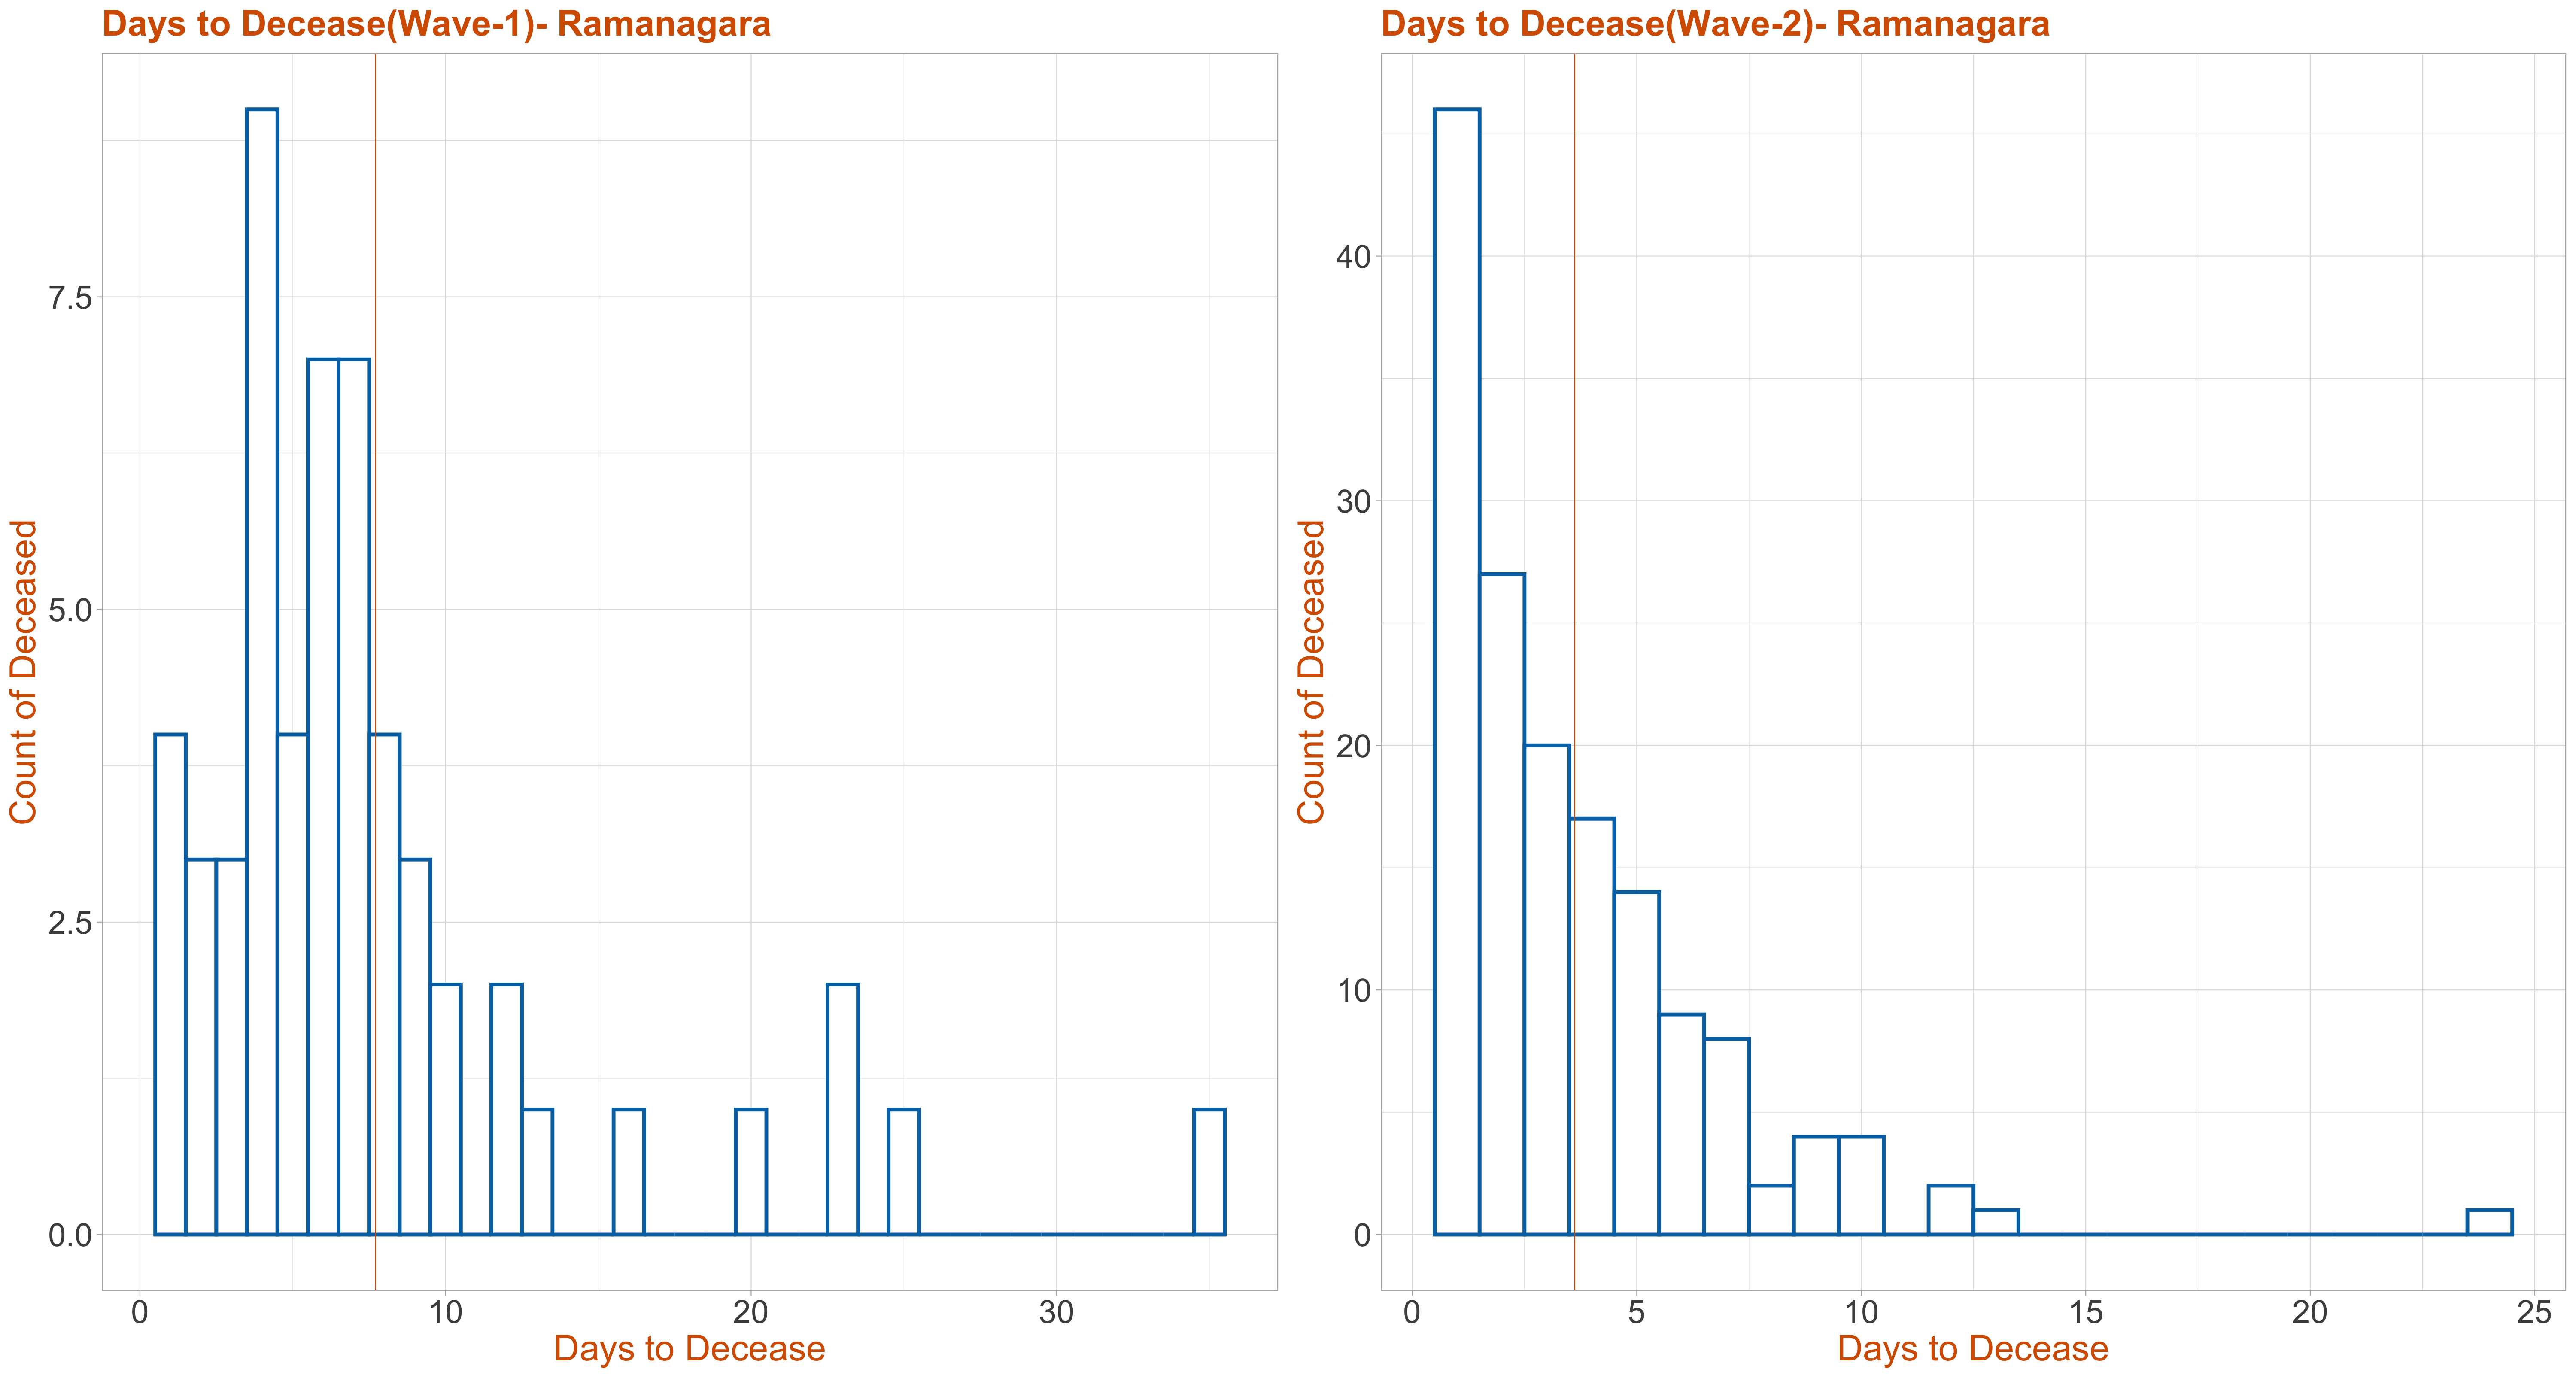 Days to Decease(Wave-1)- Ramanagara
Count of Deceased
7.5
5.0
2.5
0.0
0 10 20 30
Days to Decease
Days to Decease(Wave-2)- Ramanagara
Count of Deceased
40
30
20
10
0
0 5 10 15 20 25
Days to Decease